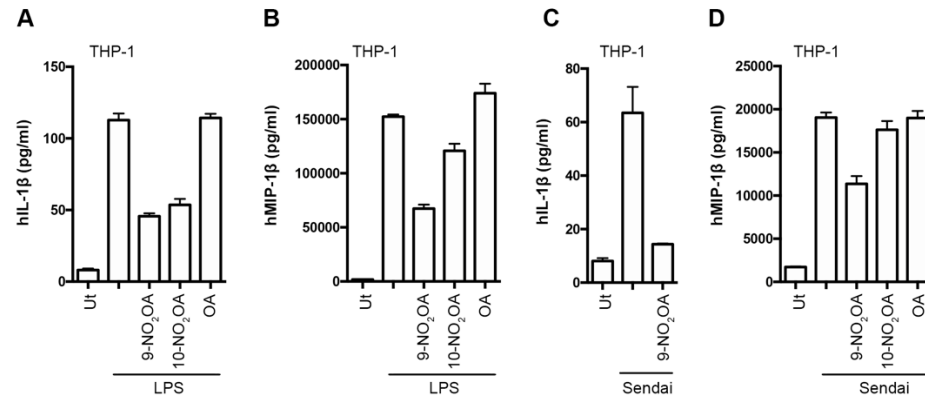 A
THP-1
hIL-1β (pg/ml)
150
100
50
0
Ut
9-NO₂OA
10-NO₂OA
OA
LPS
B
THP-1
hMIP-1β (pg/ml)
200000
150000
100000
50000
0
Ut
9-NO₂OA
10-NO₂OA
OA
LPS
C
THP-1
hIL-1β (pg/ml)
80
60
40
20
0
Ut
9-NO₂OA
Sendai
D
THP-1
hMIP-1β (pg/ml)
25000
20000
15000
10000
5000
0
Ut
9-NO₂OA
10-NO₂OA
OA
Sendai